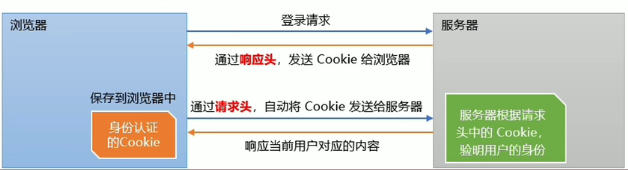 浏览器
登录请求
服务器
通过响应头，发送 Cookie 给浏览器
保存到浏览器中
身份认证
的Cookie
通过请求头，自动将 Cookie 发送给服务器
响应当前用户对应的内容
服务器根据请求
头中的 Cookie，
验明用户的身份